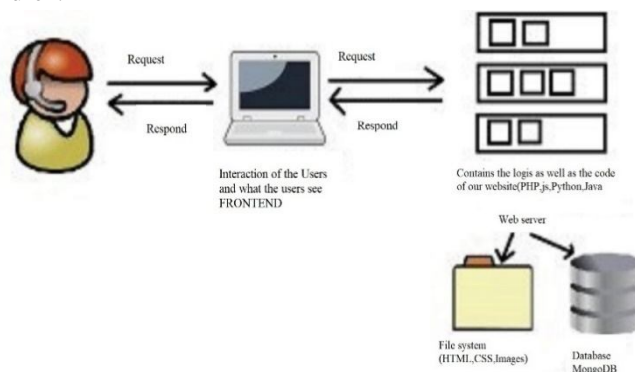 Request
Respond
Request
Respond
Interaction of the Users
and what the users see
FRONTEND
Contains the logis as well as the code
of our website(PHP,js,Python,Java
Web server
File system
(HTML,CSS,Images)
Database
MongoDB